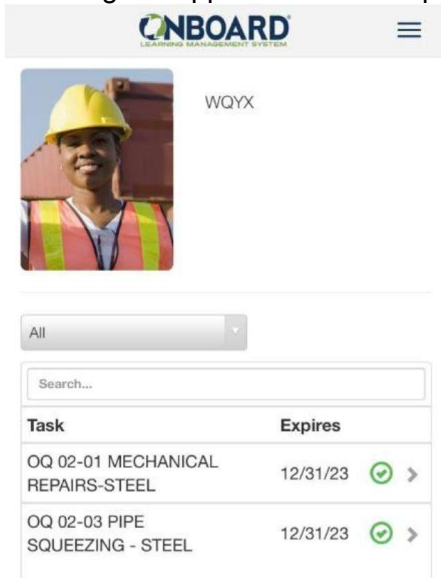 ONBOARD
LEARNING MANAGEMENT SYSTEM
WQYX
All
Search...
Task Expires
OQ 02-01 MECHANICAL
REPAIRS-STEEL 12/31/23
OQ 02-03 PIPE
SQUEEZING - STEEL 12/31/23